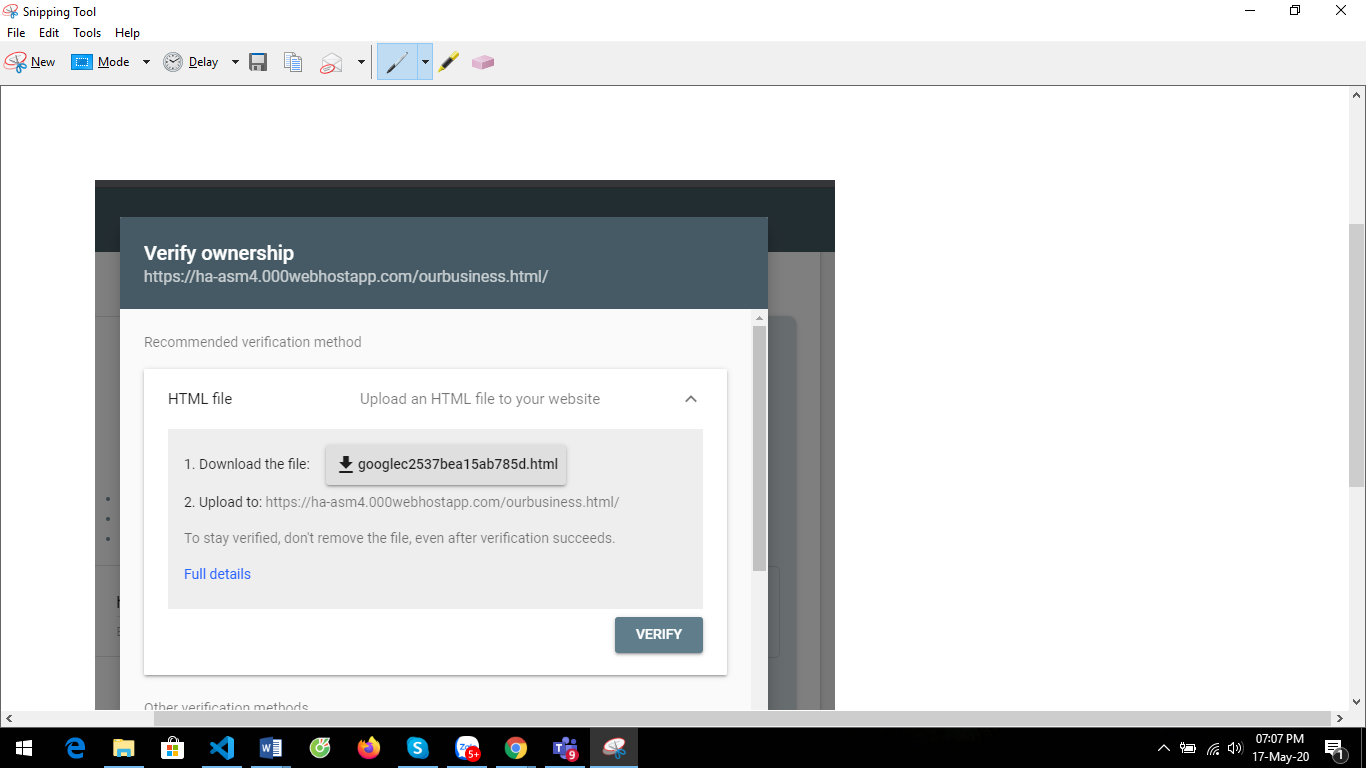 Snipping Tool
File Edit Tools Help
New Mode Delay
Verify ownership
https://ha-asm4.000webhostapp.com/ourbusiness.html/
Recommended verification method
HTML file Upload an HTML file to your website
1. Download the file: googlec2537bea15ab785d.html
2. Upload to: https://ha-asm4.000webhostapp.com/ourbusiness.html/
To stay verified, don't remove the file, even after verification succeeds.
Full details
VERIFY
Other verification methods
07:07 PM
17-May-20
5+
9
1